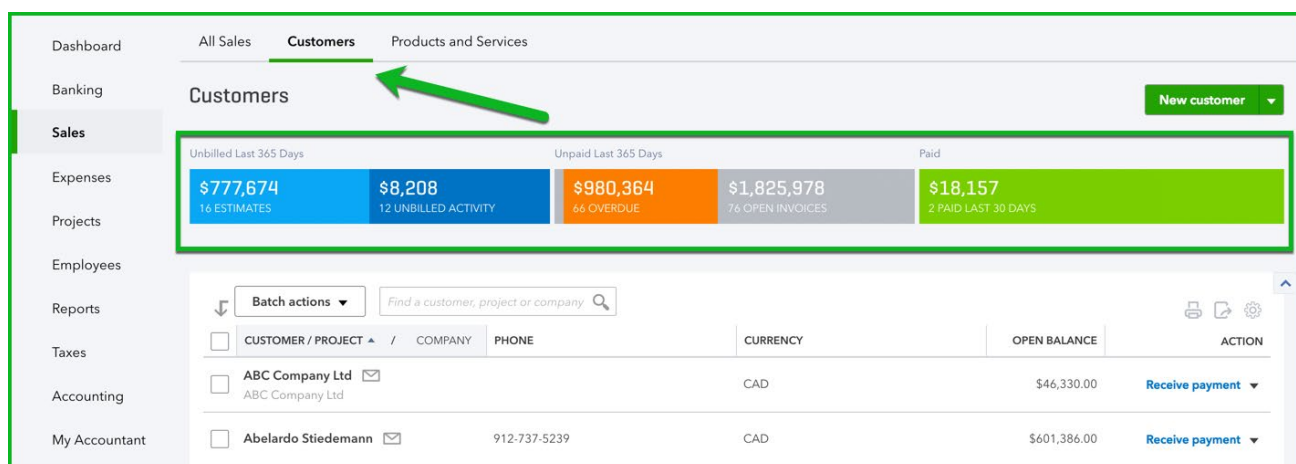 Dashboard
Banking
Sales
Expenses
Projects
Employees
Reports
Taxes
Accounting
My Accountant
All Sales Customers Products and Services
Customers
New customer
Unbilled Last 365 Days Unpaid Last 365 Days Paid
$777,674 $8,208 $980,364 $1,825,978 $18,157
16 ESTIMATES 12 UNBILLED ACTIVITY 66 OVERDUE 76 OPEN INVOICES 2 PAID LAST 30 DAYS
Batch actions Find a customer, project or company
CUSTOMER / PROJECT / COMPANY PHONE CURRENCY OPEN BALANCE ACTION
ABC Company Ltd CAD $46,330.00 Receive payment
ABC Company Ltd
Abelardo Stiedemann 912-737-5239 CAD $601,386.00 Receive payment